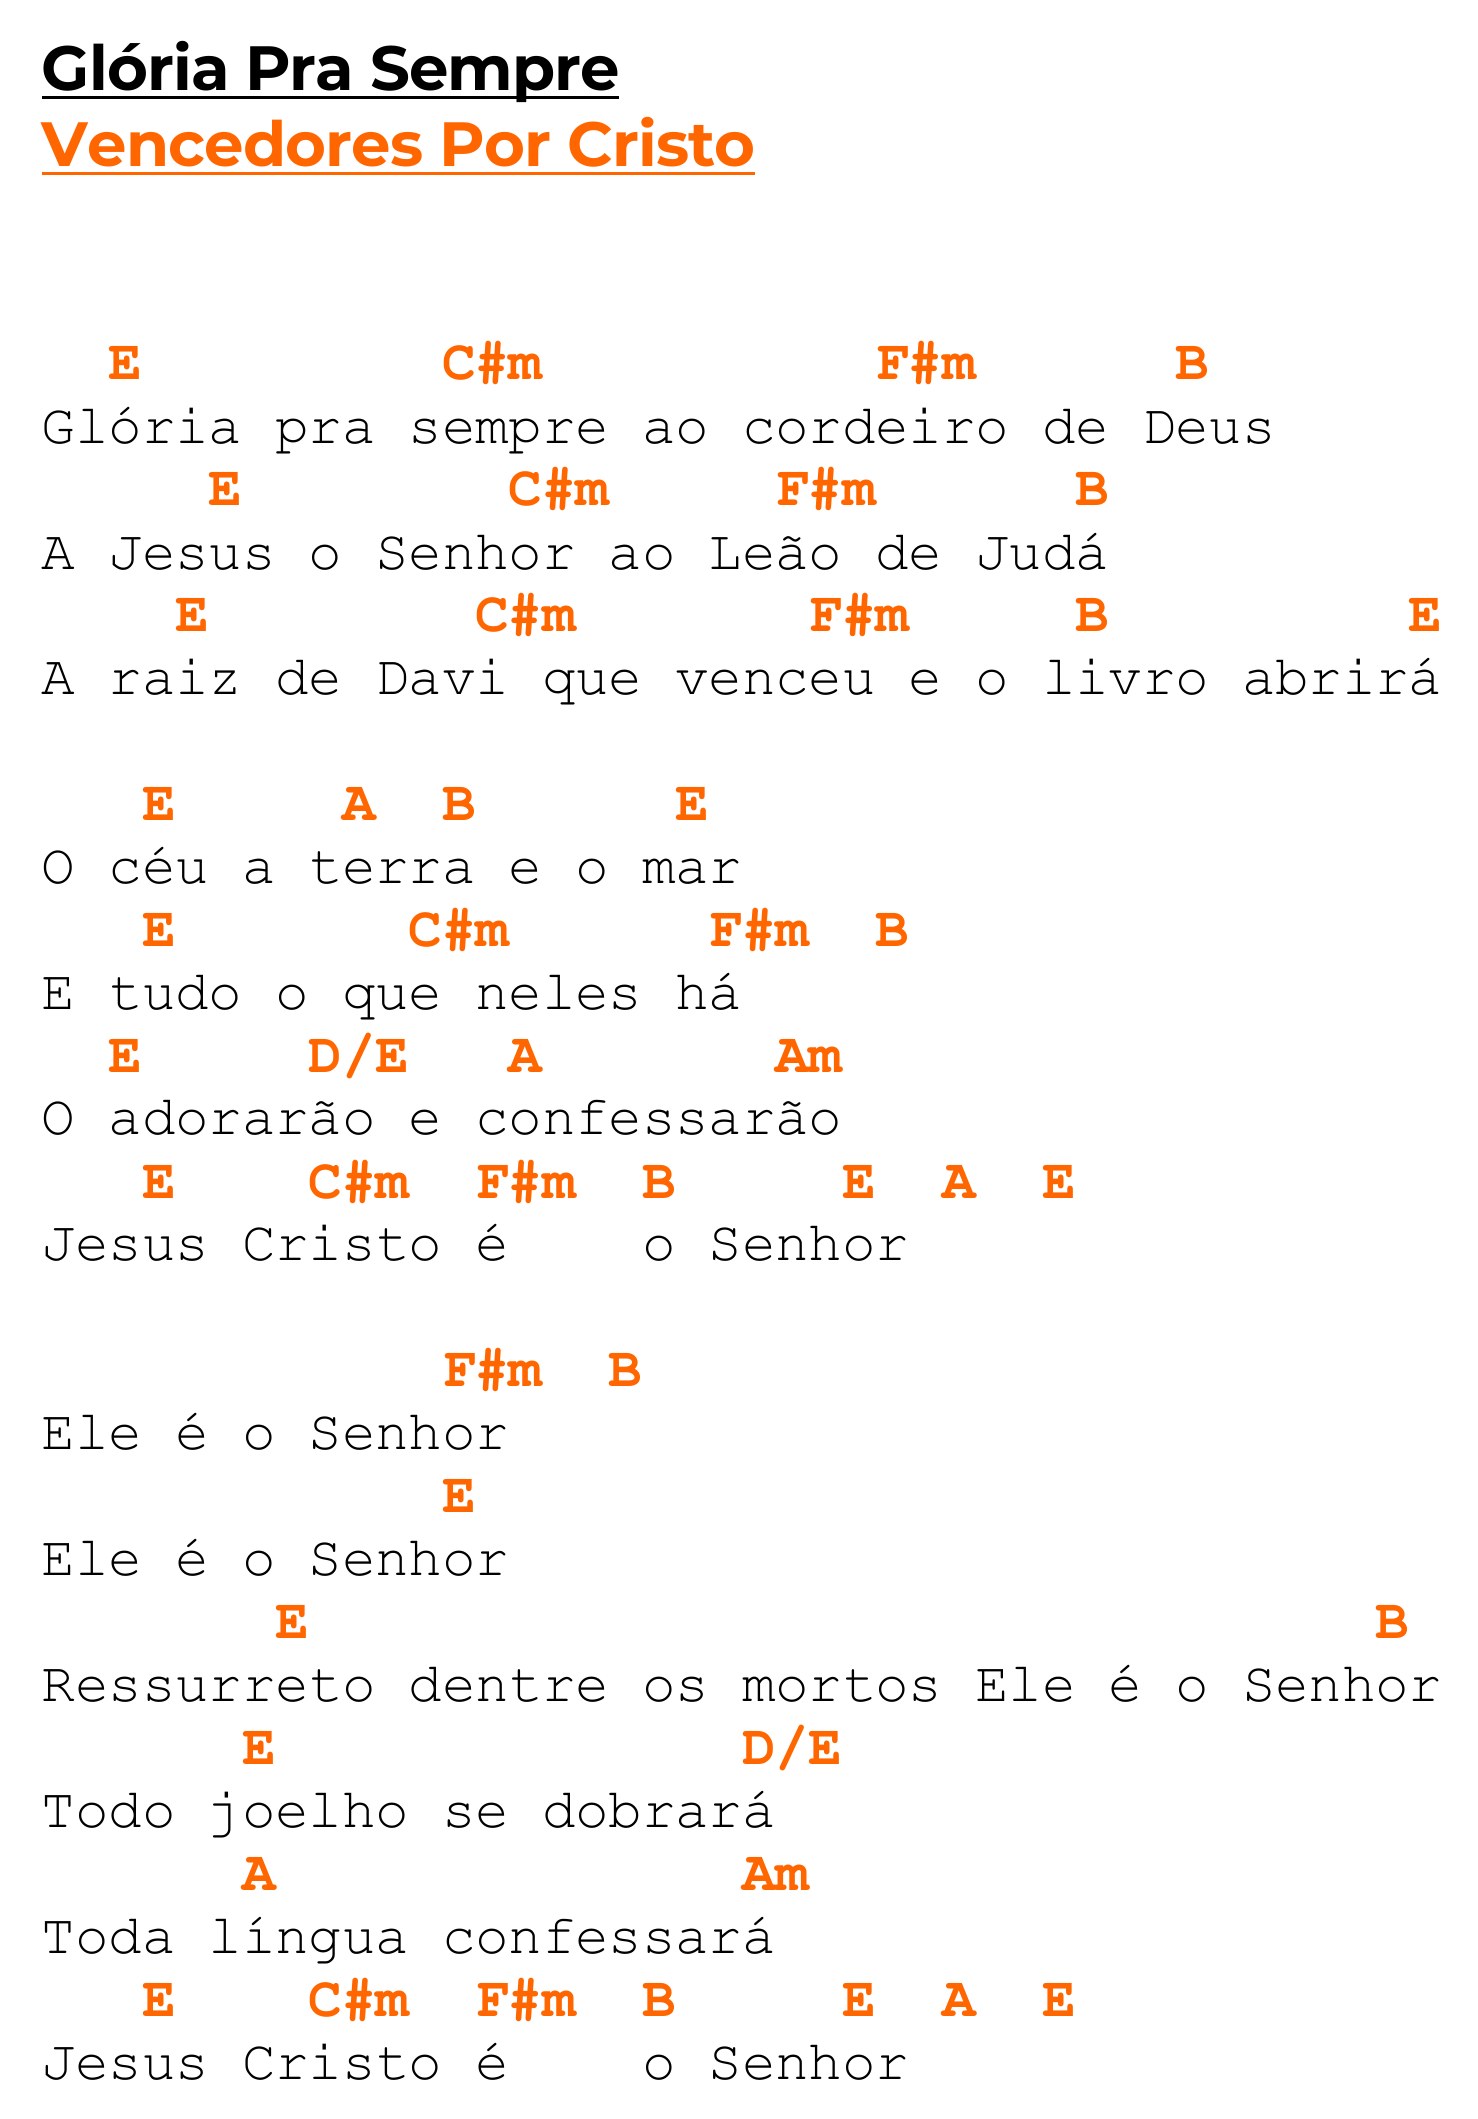 Glória Pra Sempre
Vencedores Por Cristo
  E         C#m          F#m      B
Glória pra sempre ao cordeiro de Deus
     E        C#m     F#m      B
A Jesus o Senhor ao Leão de Judá
    E        C#m       F#m     B         E
A raiz de Davi que venceu e o livro abrirá
   E     A  B      E
O céu a terra e o mar
   E       C#m      F#m  B
E tudo o que neles há
  E     D/E   A       Am
O adorarão e confessarão
   E    C#m  F#m  B     E  A  E
Jesus Cristo é    o Senhor
            F#m  B
Ele é o Senhor
            E
Ele é o Senhor
       E                                B
Ressurreto dentre os mortos Ele é o Senhor
      E              D/E
Todo joelho se dobrará
      A              Am
Toda língua confessará
   E    C#m  F#m  B     E  A  E
Jesus Cristo é    o Senhor